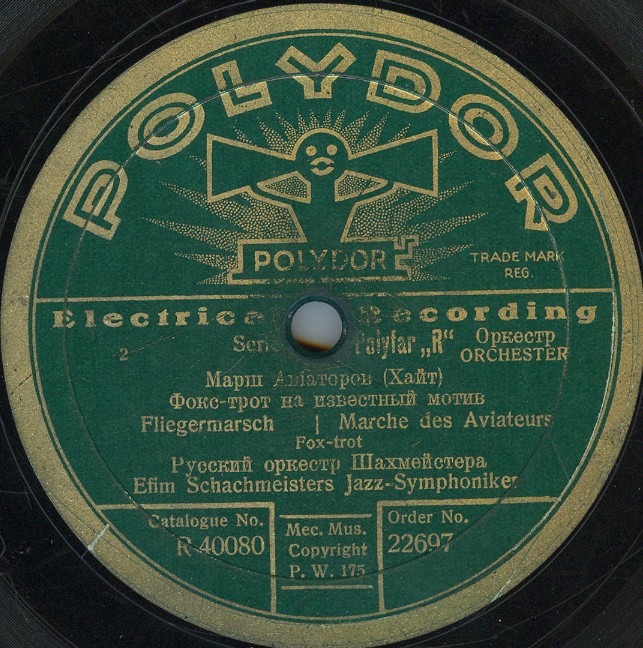 POLYDOR
POLYDOR
TRADE MARK
REG.
Electrical Recording
2 Serie Polyfar „R“ Оркестр
ORCHESTER
Марш Авіаторов (Хайт)
Фокс-трот на известный мотив
Fliegermarsch | Marche des Aviateurs
Fox-trot
Русский оркестр Шахмейстера
Efim Schachmeisters Jazz-Symphoniker
Catalogue No.
R 40080
Mec. Mus.
Copyright
P. W. 175
Order No.
22697